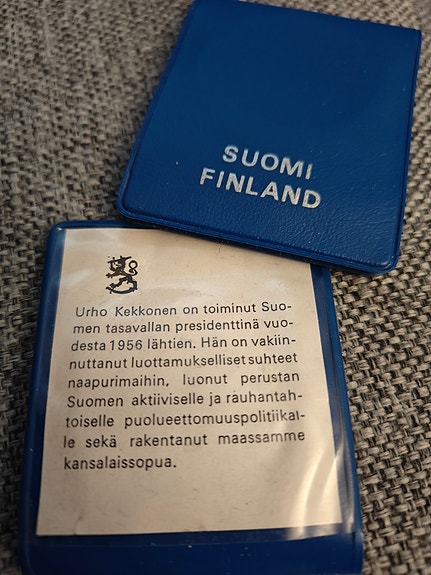 SUOMI
FINLAND
Urho Kekkonen on toiminut Suo-
men tasavallan presidenttinä vuo-
desta 1956 lähtien. Hän on vakiin-
nuttanut luottamukselliset suhteet
naapurimaihin, luonut perustan
Suomen aktiiviselle ja rauhantah-
toiselle puolueettomuuspolitiikal-
le sekä rakentanut maassamme
kansalaissopua.